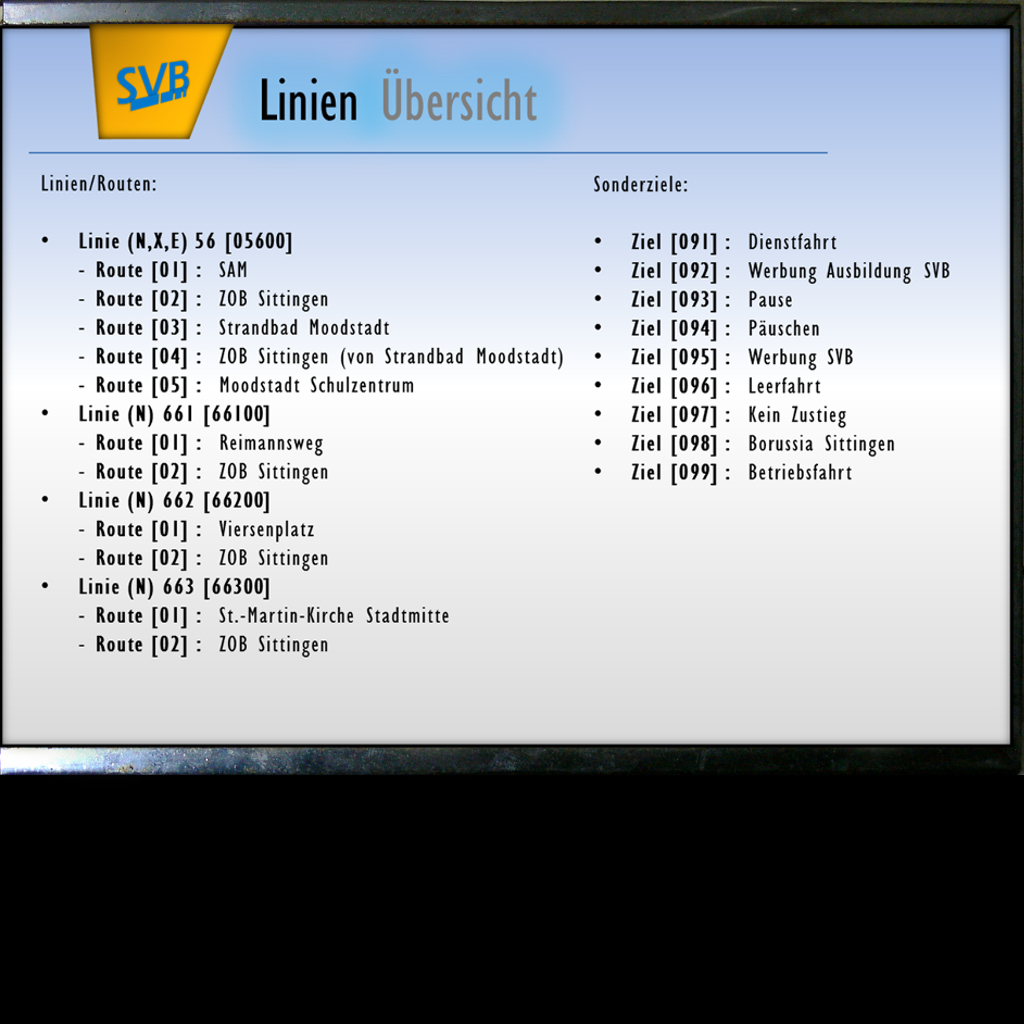 SVB
Linien Übersicht
Linien/Routen:
• Linie (N,X,E) 56 [05600]
- Route [01] : SAM
- Route [02] : ZOB Sittingen
- Route [03] : Strandbad Moodstadt
- Route [04] : ZOB Sittingen (von Strandbad Moodstadt)
- Route [05] : Moodstadt Schulzentrum
• Linie (N) 661 [66100]
- Route [01] : Reimannsweg
- Route [02] : ZOB Sittingen
• Linie (N) 662 [66200]
- Route [01] : Viersenplatz
- Route [02] : ZOB Sittingen
• Linie (N) 663 [66300]
- Route [01] : St.-Martin-Kirche Stadtmitte
- Route [02] : ZOB Sittingen
Sonderziele:
• Ziel [091] : Dienstfahrt
• Ziel [092] : Werbung Ausbildung SVB
• Ziel [093] : Pause
• Ziel [094] : Päuschen
• Ziel [095] : Werbung SVB
• Ziel [096] : Leerfahrt
• Ziel [097] : Kein Zustieg
• Ziel [098] : Borussia Sittingen
• Ziel [099] : Betriebsfahrt